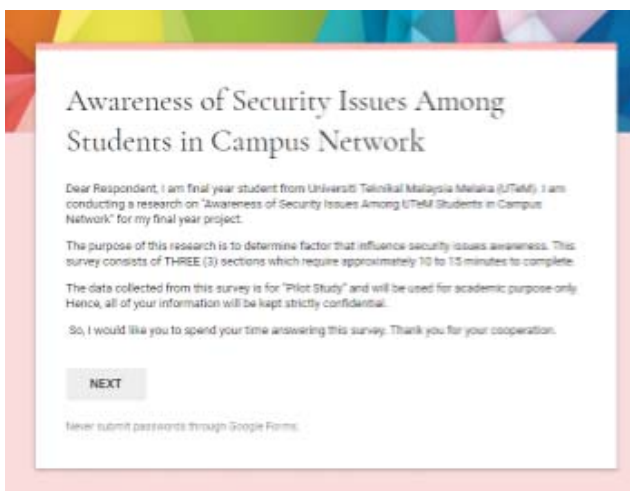 Awareness of Security Issues Among
Students in Campus Network
Dear Respondent, I am final year student from Universiti Teknikal Malaysia Melaka (UTeM). I am
conducting a research on "Awareness of Security Issues Among UTeM Students in Campus
Network" for my final year project.
The purpose of this research is to determine factor that influence security issues awareness. This
survey consists of THREE (3) sections which require approximately 10 to 15 minutes to complete.
The data collected from this survey is for "Pilot Study" and will be used for academic purpose only.
Hence, all of your information will be kept strictly confidential.
So, I would like you to spend your time answering this survey. Thank you for your cooperation.
NEXT
Never submit passwords through Google Forms.